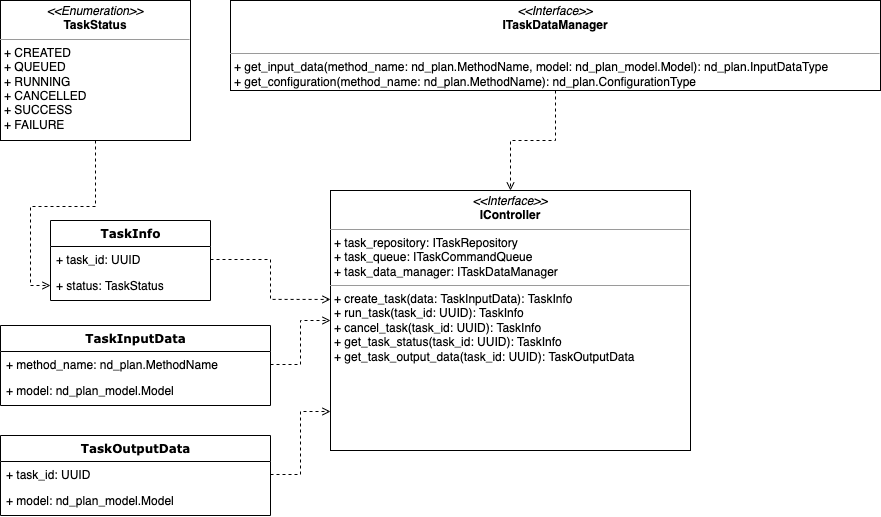 <<Enumeration>>
TaskStatus
+ CREATED
+ QUEUED
+ RUNNING
+ CANCELLED
+ SUCCESS
+ FAILURE
<<Interface>>
ITaskDataManager
+ get_input_data(method_name: nd_plan.MethodName, model: nd_plan_model.Model): nd_plan.InputDataType
+ get_configuration(method_name: nd_plan.MethodName): nd_plan.ConfigurationType
TaskInfo
+ task_id: UUID
+ status: TaskStatus
<<Interface>>
IController
+ task_repository: ITaskRepository
+ task_queue: ITaskCommandQueue
+ task_data_manager: ITaskDataManager
+ create_task(data: TaskInputData): TaskInfo
+ run_task(task_id: UUID): TaskInfo
+ cancel_task(task_id: UUID): TaskInfo
+ get_task_status(task_id: UUID): TaskInfo
+ get_task_output_data(task_id: UUID): TaskOutputData
TaskInputData
+ method_name: nd_plan.MethodName
+ model: nd_plan_model.Model
TaskOutputData
+ task_id: UUID
+ model: nd_plan_model.Model